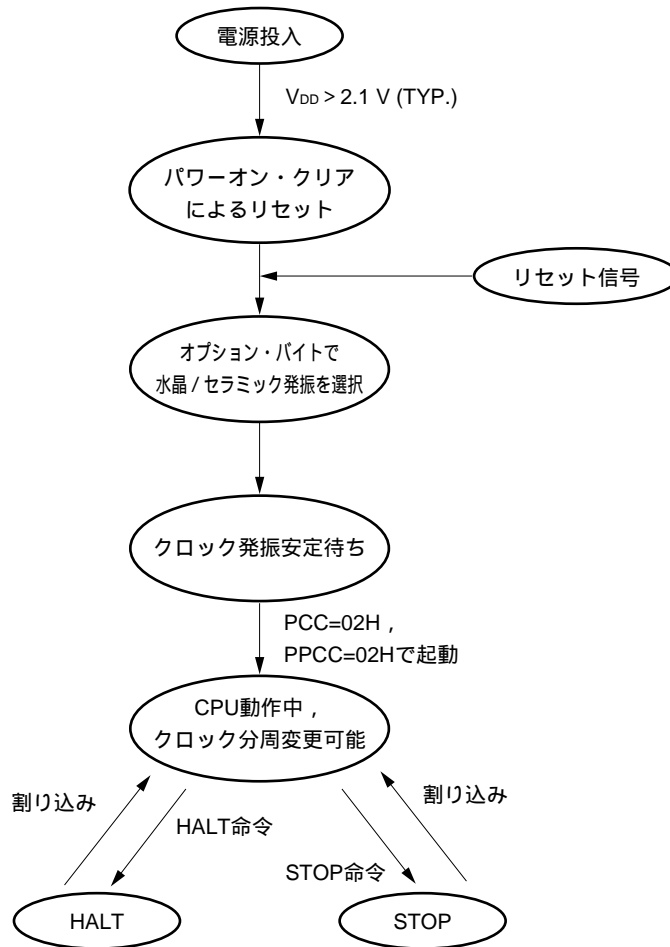 電源投入
VDD > 2.1 V (TYP.)
パワーオン・クリア
によるリセット
リセット信号
オプション・バイトで
水晶 / セラミック発振を選択
クロック発振安定待ち
PCC=02H ,
PPCC=02Hで起動
CPU動作中 ,
クロック分周変更可能
割り込み
HALT命令
割り込み
STOP命令
HALT
STOP